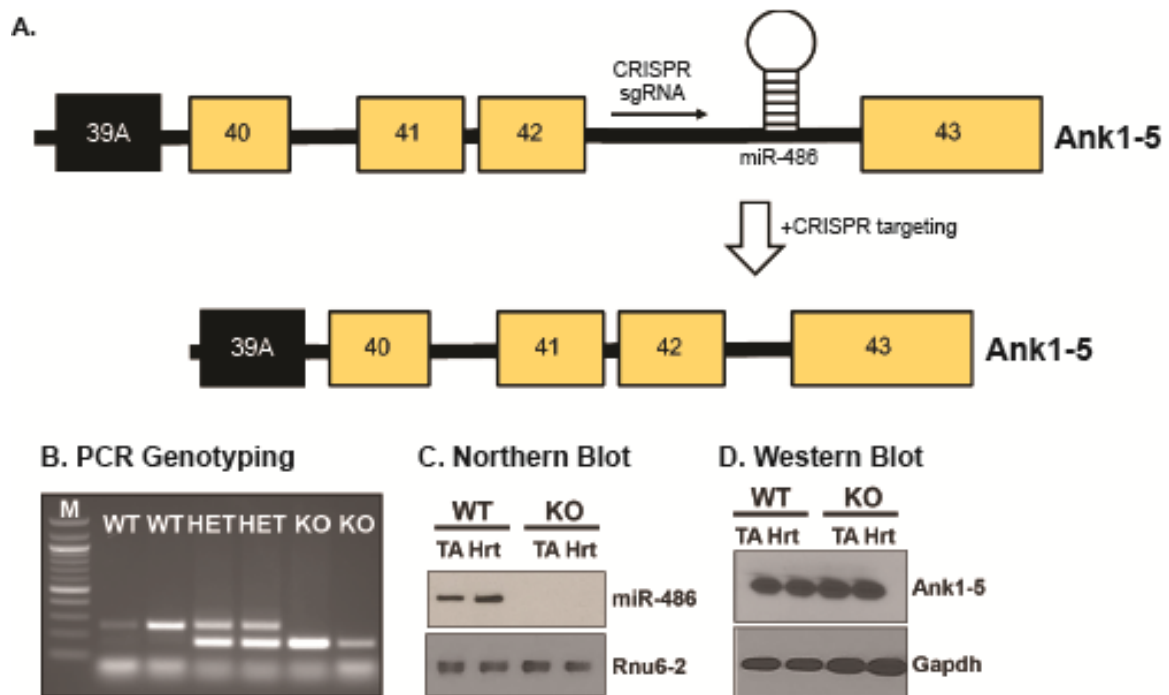 A.
CRISPR
sgRNA
39A 40 41 42 43 Ank1-5
miR-486
+CRISPR targeting
39A 40 41 42 43 Ank1-5
B. PCR Genotyping
M WT WT HET HET KO KO
C. Northern Blot
WT KO
TA Hrt TA Hrt
miR-486
Rnu6-2
D. Western Blot
WT KO
TA Hrt TA Hrt
Ank1-5
Gapdh